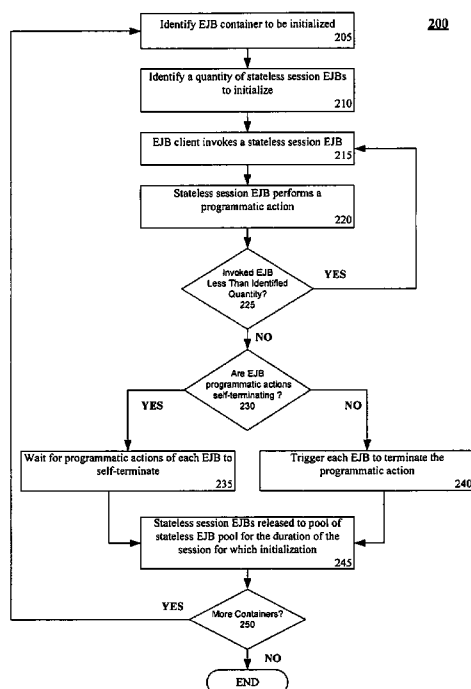 200
Identify EJB container to be initialized
205
Identify a quantity of stateless session EJBs
to initialize
210
EJB client invokes a stateless session EJB
215
Stateless session EJB performs a
programmatic action
220
Invoked EJB
Less Than Identified
Quantity?
225
YES
NO
Are EJB
programmatic actions
self-terminating ?
230
YES
NO
Wait for programmatic actions of each EJB to
self-terminate
235
Trigger each EJB to terminate the
programmatic action
240
Stateless session EJBs released to pool of
stateless EJB pool for the duration of the
session for which initialization
245
YES
More Containers?
250
NO
END